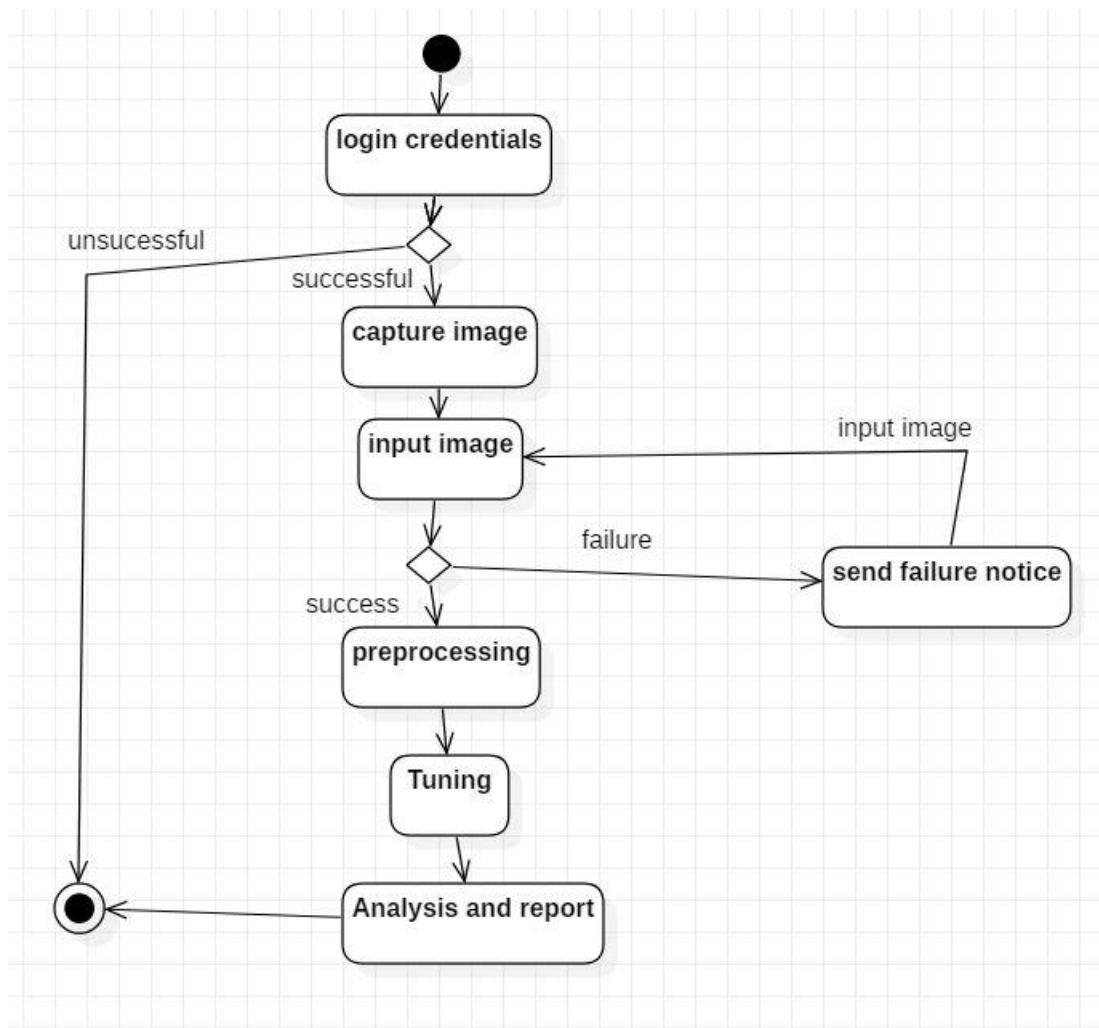 login credentials
unsucessful
successful
capture image
input image
input image
failure
send failure notice
success
preprocessing
Tuning
Analysis and report